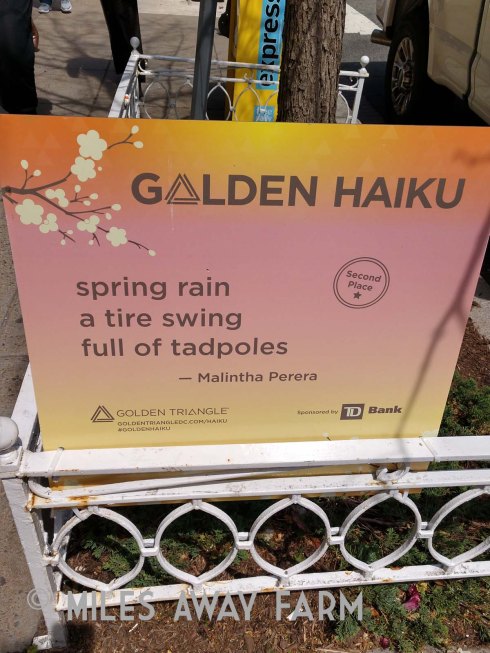 express
GOLDEN HAIKU
spring rain
a tire swing
full of tadpoles
— Malintha Perera
Second
Place
GOLDEN TRIANGLE
GOLDENTRIANGLEDC.COM/HAIKU
#GOLDENHAIKU
Sponsored by TD Bank
© MILES AWAY FARM